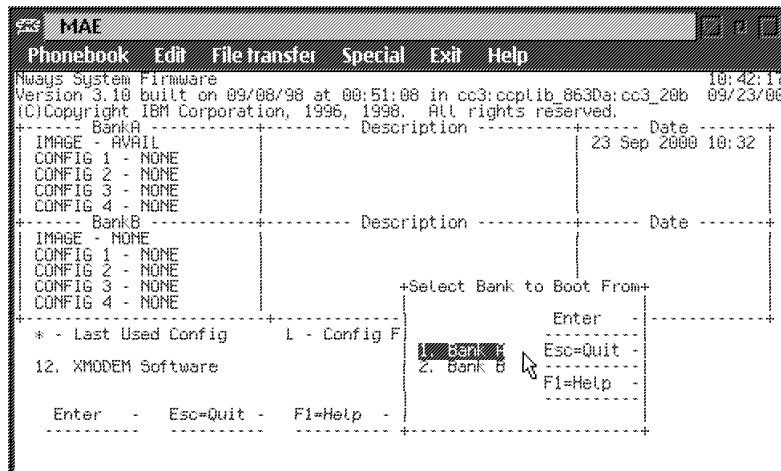 MAE
Phonebook Edit File transfer Special Exit Help
Nways System Firmware 10:42:17
Version 3.10 built on 09/08/98 at 00:51:08 in cc3:ccplib_863Da:cc3_20b 09/23/00
(C)Copyright IBM Corporation, 1996, 1998. All rights reserved.
+------ BankA -----------+-------- Description ----------+------ Date -------+
IMAGE - AVAIL 23 Sep 2000 10:32
CONFIG 1 - NONE
CONFIG 2 - NONE
CONFIG 3 - NONE
CONFIG 4 - NONE
+------ BankB -----------+-------- Description ----------+------ Date -------+
IMAGE - NONE
CONFIG 1 - NONE
CONFIG 2 - NONE
CONFIG 3 - NONE
CONFIG 4 - NONE
+Select Bank to Boot From+
* - Last Used Config L - Config F
12. XMODEM Software
1. Bank A
2. Bank B
Enter -
Esc=Quit -
F1=Help -
Enter - Esc=Quit - F1=Help -